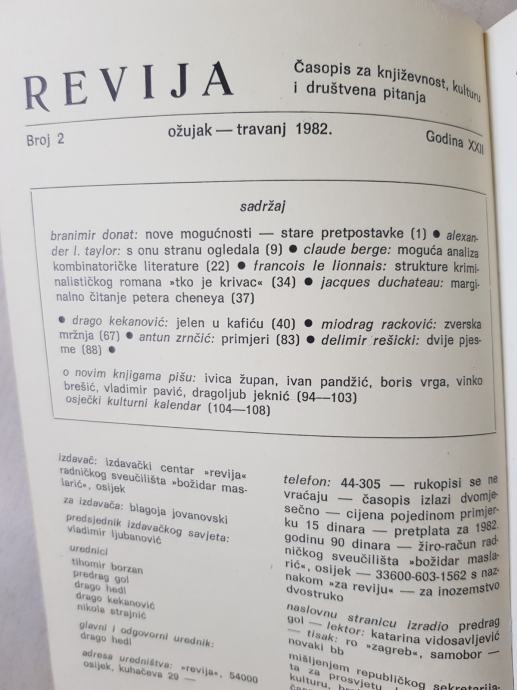 REVIJA
Časopis za književnost, kulturu
i društvena pitanja
Broj 2
ožujak — travanj 1982.
Godina XXII
sadržaj
branimir donat: nove mogućnosti — stare pretpostavke (1) ● alexan-
der l. taylor: s onu stranu ogledala (9) ● claude berge: moguća analiza
kombinatoričke literature (22) ● francois le lionnais: strukture krimi-
nalističkog romana »tko je krivac« (34) ● jacques duchateau: margi-
nalno čitanje petera cheneya (37)
● drago kekanović: jelen u kafiću (40) ● miodrag racković: zverska
mržnja (67) ● antun zrnčić: primjeri (83) ● delimir rešicki: dvije pjes-
me (88) ●
o novim knjigama pišu: ivica župan, ivan pandžić, boris vrga, vinko
brešić, vladimir pavić, dragoljub jeknić (94—103)
osječki kulturni kalendar (104—108)
izdavač: izdavački centar »revija«
radničkog sveučilišta »božidar mas-
larić«, osijek
za izdavača: blagoja jovanovski
predsjednik izdavačkog savjeta:
vladimir ljubanović
urednici
tihomir borzan
predrag gol
drago hedl
drago kekanović
nikola strajnić
glavni i odgovorni urednik:
drago hedl
adresa uredništva: »revija«, 54000
osijek, kuhačeva 29 —
telefon: 44-305 — rukopisi se ne
vraćaju — časopis izlazi dvomje-
sečno — cijena pojedinom primjer-
ku 15 dinara — pretplata za 1982.
godinu 90 dinara — žiro-račun rad-
ničkog sveučilišta »božidar masla-
rić«, osijek — 33600-603-1562 s naz-
nakom »za reviju« — za inozemstvo
dvostruko
naslovnu stranicu izradio predrag
gol — lektor: katarina vidosavljević
— tisak: ro »zagreb«, samobor —
novaki bb
mišljenjem republičkog sekretarija-
ta za prosvjetu
kulturu,